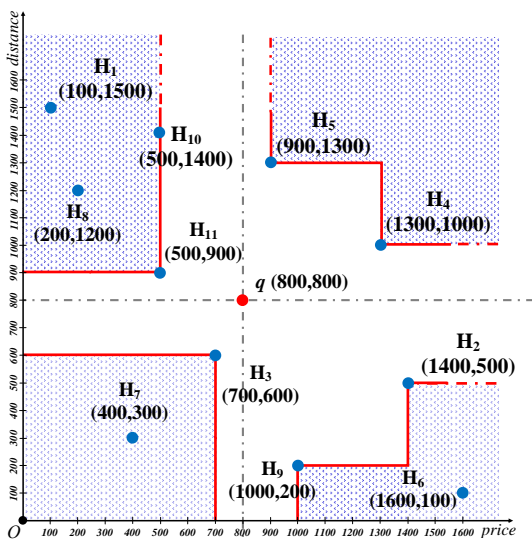 distance
1600
1500
1400
1300
1200
1100
1000
900
800
700
600
500
400
300
200
100
H₁
(100,1500)
H₁₀
(500,1400)
H₅
(900,1300)
H₈
(200,1200)
H₄
(1300,1000)
H₁₁
(500,900)
q (800,800)
H₂
(1400,500)
H₃
(700,600)
H₇
(400,300)
H₉
(1000,200)
H₆
(1600,100)
O
100 200 300 400 500 600 700 800 900 1000 1100 1200 1300 1400 1500 1600 price